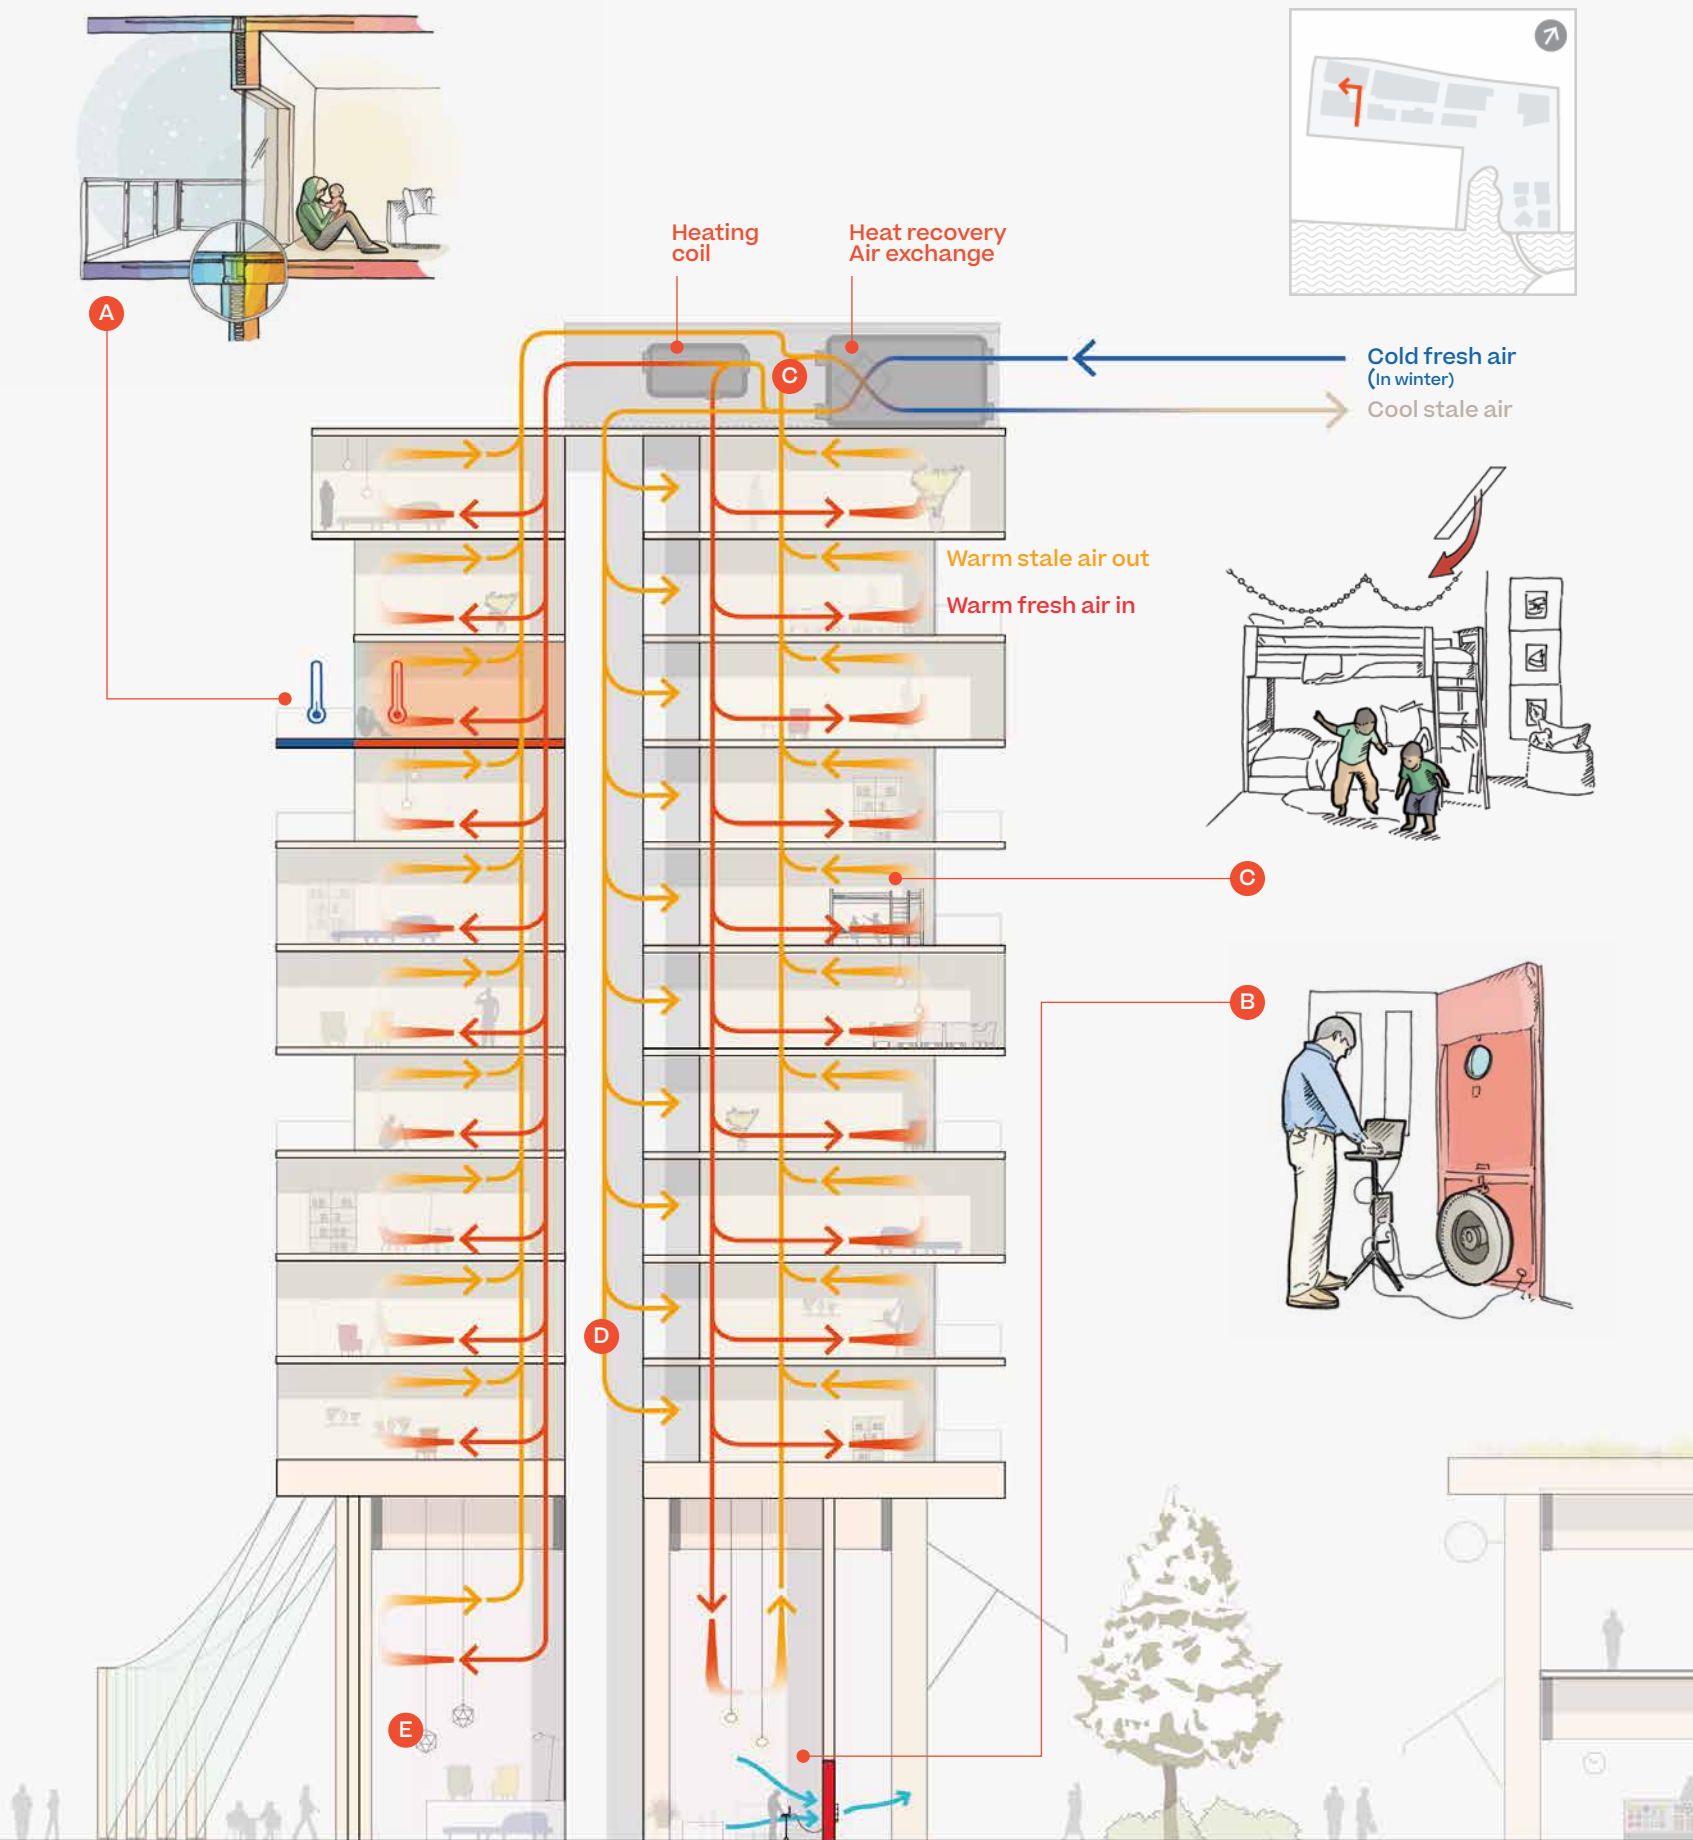 A
Heating
coil
Heat recovery
Air exchange
C
Cold fresh air
(In winter)
Cool stale air
Warm stale air out
Warm fresh air in
C
B
D
E